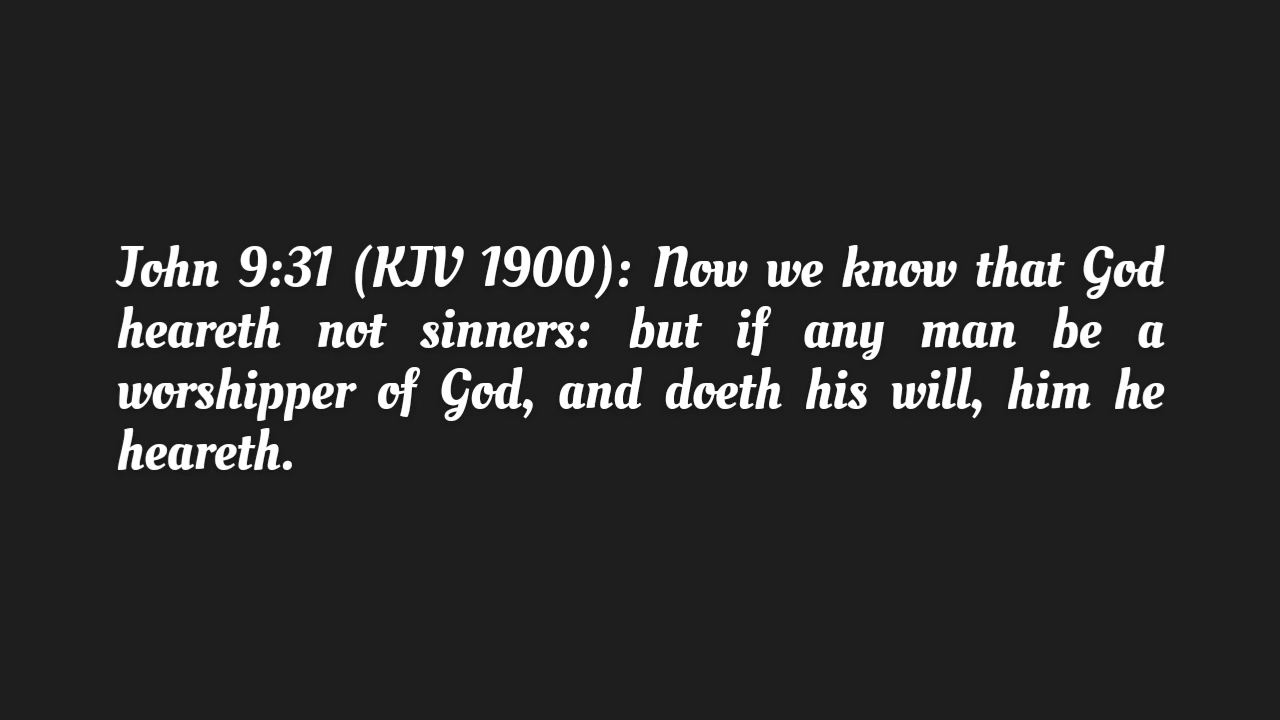 John 9:31 (KJV 1900): Now we know that God
heareth not sinners: but if any man be a
worshipper of God, and doeth his will, him he
heareth.